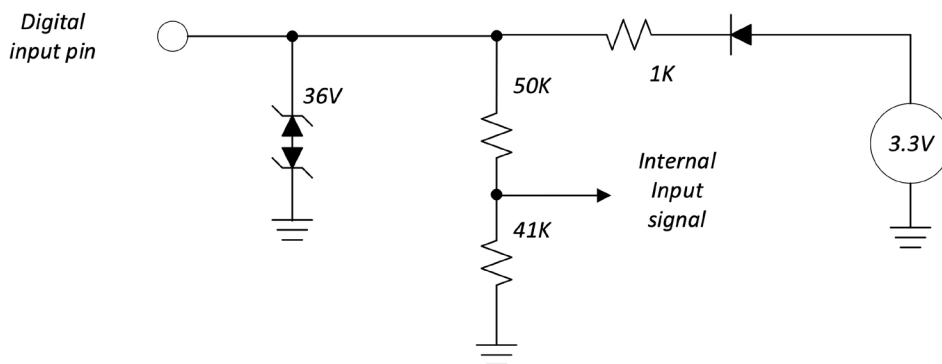 Digital
input pin
36V
50K
1K
3.3V
Internal
Input
signal
41K